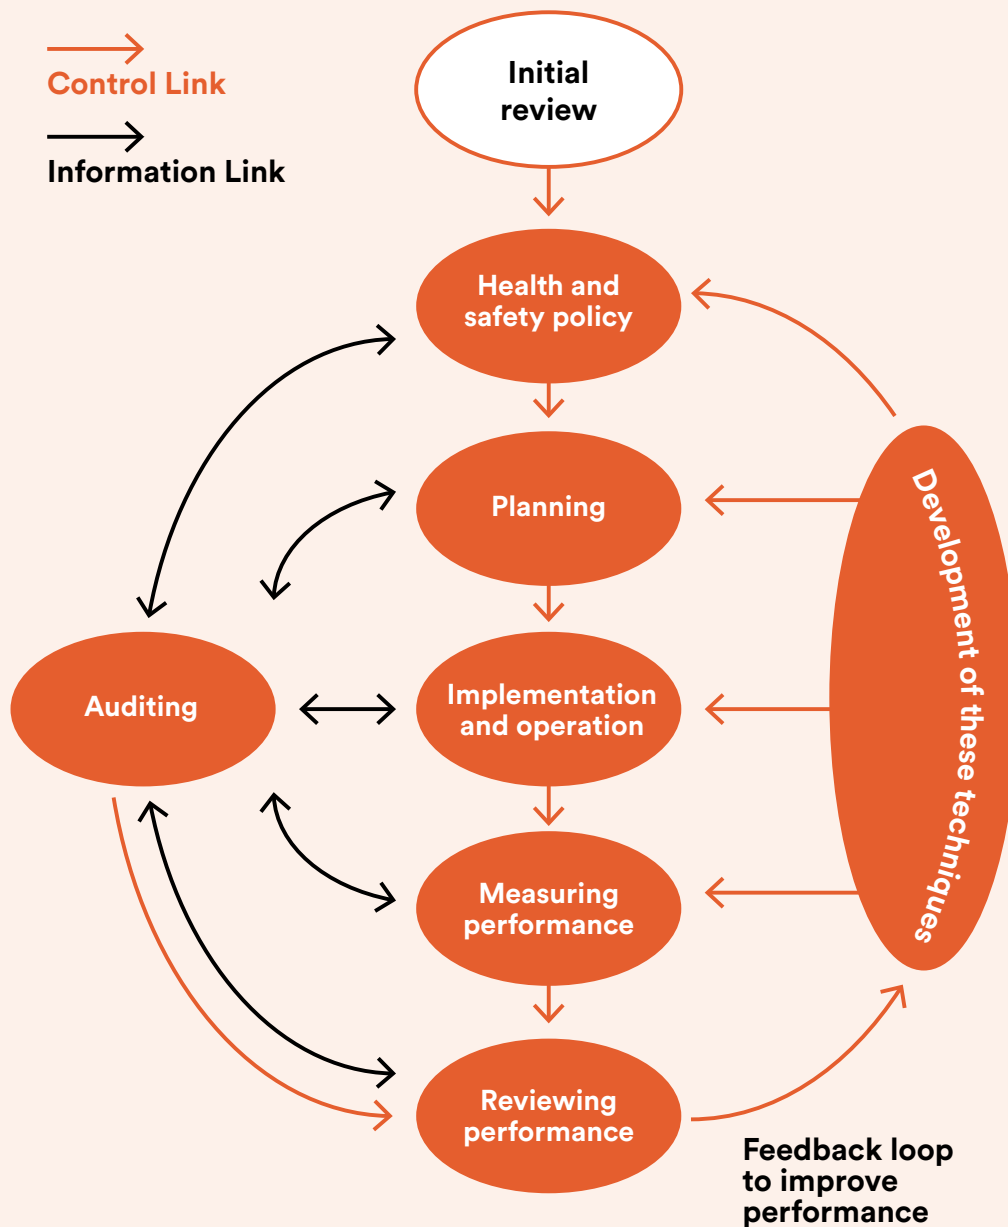 Control Link
Information Link
Initial
review
Health and
safety policy
Planning
Auditing
Implementation
and operation
Measuring
performance
Reviewing
performance
Development of these techniques
Feedback loop
to improve
performance